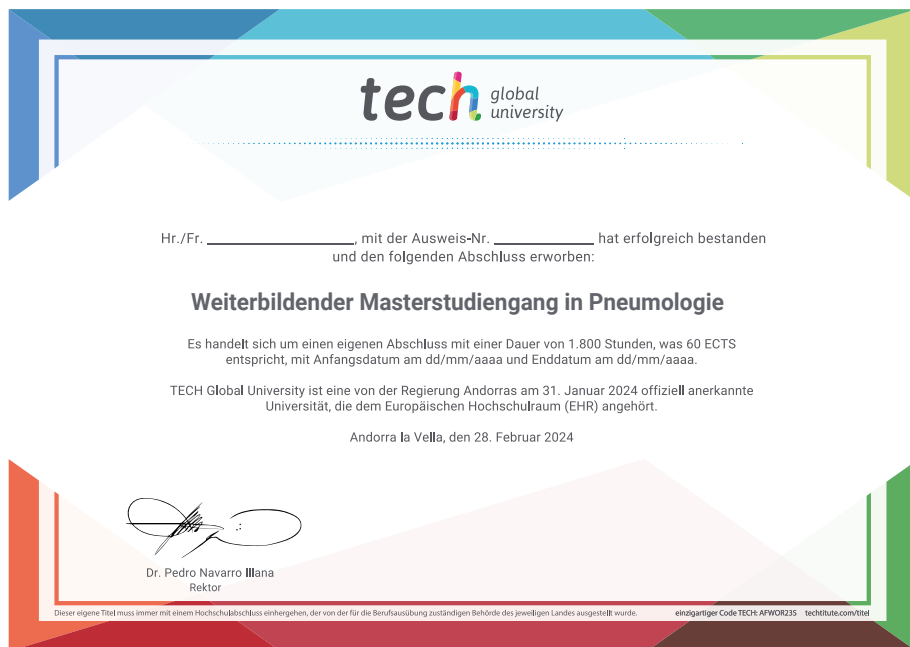 tech global university
Hr./Fr. ____________________, mit der Ausweis-Nr. ______________ hat erfolgreich bestanden
und den folgenden Abschluss erworben:
Weiterbildender Masterstudiengang in Pneumologie
Es handelt sich um einen eigenen Abschluss mit einer Dauer von 1.800 Stunden, was 60 ECTS
entspricht, mit Anfangsdatum am dd/mm/aaaa und Enddatum am dd/mm/aaaa.
TECH Global University ist eine von der Regierung Andorras am 31. Januar 2024 offiziell anerkannte
Universität, die dem Europäischen Hochschulraum (EHR) angehört.
Andorra la Vella, den 28. Februar 2024
Dr. Pedro Navarro Illana
Rektor
Dieser eigene Titel muss immer mit einem Hochschulabschluss einhergehen, der von der für die Berufsausübung zuständigen Behörde des jeweiligen Landes ausgestellt wurde. einzigartiger Code TECH: AFWOR23S techtitute.com/titel